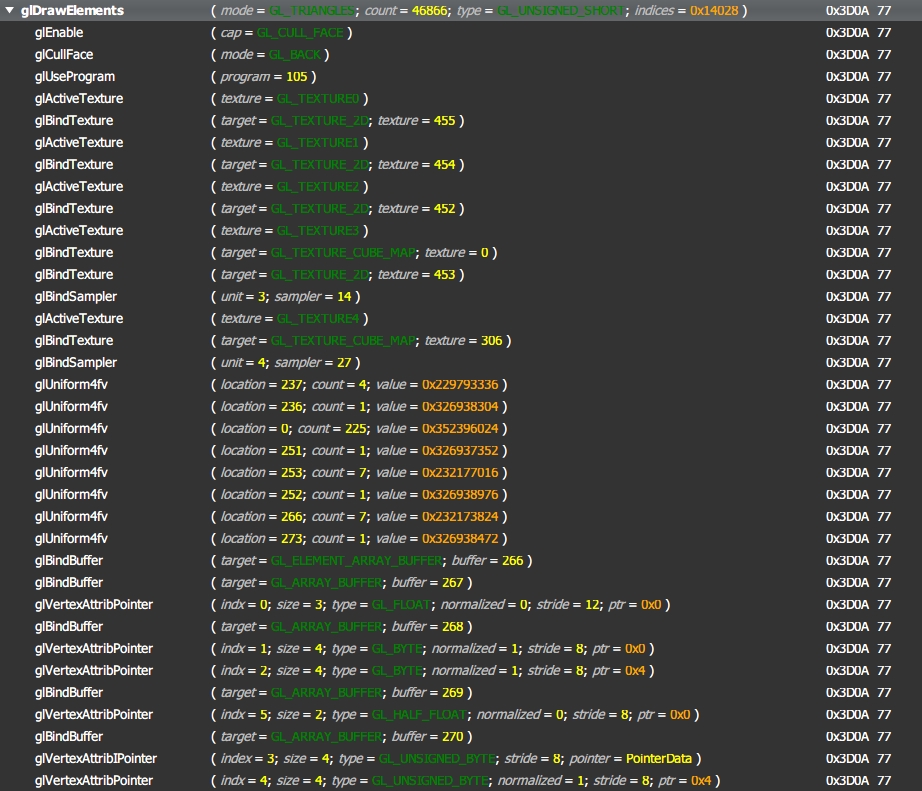 glDrawElements ( mode = GL_TRIANGLES; count = 46866; type = GL_UNSIGNED_SHORT; indices = 0x14028 ) 0x3D0A 77
glEnable ( cap = GL_CULL_FACE ) 0x3D0A 77
glCullFace ( mode = GL_BACK ) 0x3D0A 77
glUseProgram ( program = 105 ) 0x3D0A 77
glActiveTexture ( texture = GL_TEXTURE0 ) 0x3D0A 77
glBindTexture ( target = GL_TEXTURE_2D; texture = 455 ) 0x3D0A 77
glActiveTexture ( texture = GL_TEXTURE1 ) 0x3D0A 77
glBindTexture ( target = GL_TEXTURE_2D; texture = 454 ) 0x3D0A 77
glActiveTexture ( texture = GL_TEXTURE2 ) 0x3D0A 77
glBindTexture ( target = GL_TEXTURE_2D; texture = 452 ) 0x3D0A 77
glActiveTexture ( texture = GL_TEXTURE3 ) 0x3D0A 77
glBindTexture ( target = GL_TEXTURE_CUBE_MAP; texture = 0 ) 0x3D0A 77
glBindTexture ( target = GL_TEXTURE_2D; texture = 453 ) 0x3D0A 77
glBindSampler ( unit = 3; sampler = 14 ) 0x3D0A 77
glActiveTexture ( texture = GL_TEXTURE4 ) 0x3D0A 77
glBindTexture ( target = GL_TEXTURE_CUBE_MAP; texture = 306 ) 0x3D0A 77
glBindSampler ( unit = 4; sampler = 27 ) 0x3D0A 77
glUniform4fv ( location = 237; count = 4; value = 0x229793336 ) 0x3D0A 77
glUniform4fv ( location = 236; count = 1; value = 0x326938304 ) 0x3D0A 77
glUniform4fv ( location = 0; count = 225; value = 0x352396024 ) 0x3D0A 77
glUniform4fv ( location = 251; count = 1; value = 0x326937352 ) 0x3D0A 77
glUniform4fv ( location = 253; count = 7; value = 0x232177016 ) 0x3D0A 77
glUniform4fv ( location = 252; count = 1; value = 0x326938976 ) 0x3D0A 77
glUniform4fv ( location = 266; count = 7; value = 0x232173824 ) 0x3D0A 77
glUniform4fv ( location = 273; count = 1; value = 0x326938472 ) 0x3D0A 77
glBindBuffer ( target = GL_ELEMENT_ARRAY_BUFFER; buffer = 266 ) 0x3D0A 77
glBindBuffer ( target = GL_ARRAY_BUFFER; buffer = 267 ) 0x3D0A 77
glVertexAttribPointer ( indx = 0; size = 3; type = GL_FLOAT; normalized = 0; stride = 12; ptr = 0x0 ) 0x3D0A 77
glBindBuffer ( target = GL_ARRAY_BUFFER; buffer = 268 ) 0x3D0A 77
glVertexAttribPointer ( indx = 1; size = 4; type = GL_BYTE; normalized = 1; stride = 8; ptr = 0x0 ) 0x3D0A 77
glVertexAttribPointer ( indx = 2; size = 4; type = GL_BYTE; normalized = 1; stride = 8; ptr = 0x4 ) 0x3D0A 77
glBindBuffer ( target = GL_ARRAY_BUFFER; buffer = 269 ) 0x3D0A 77
glVertexAttribPointer ( indx = 5; size = 2; type = GL_HALF_FLOAT; normalized = 0; stride = 8; ptr = 0x0 ) 0x3D0A 77
glBindBuffer ( target = GL_ARRAY_BUFFER; buffer = 270 ) 0x3D0A 77
glVertexAttribIPointer ( index = 3; size = 4; type = GL_UNSIGNED_BYTE; stride = 8; pointer = PointerData ) 0x3D0A 77
glVertexAttribPointer ( indx = 4; size = 4; type = GL_UNSIGNED_BYTE; normalized = 1; stride = 8; ptr = 0x4 ) 0x3D0A 77